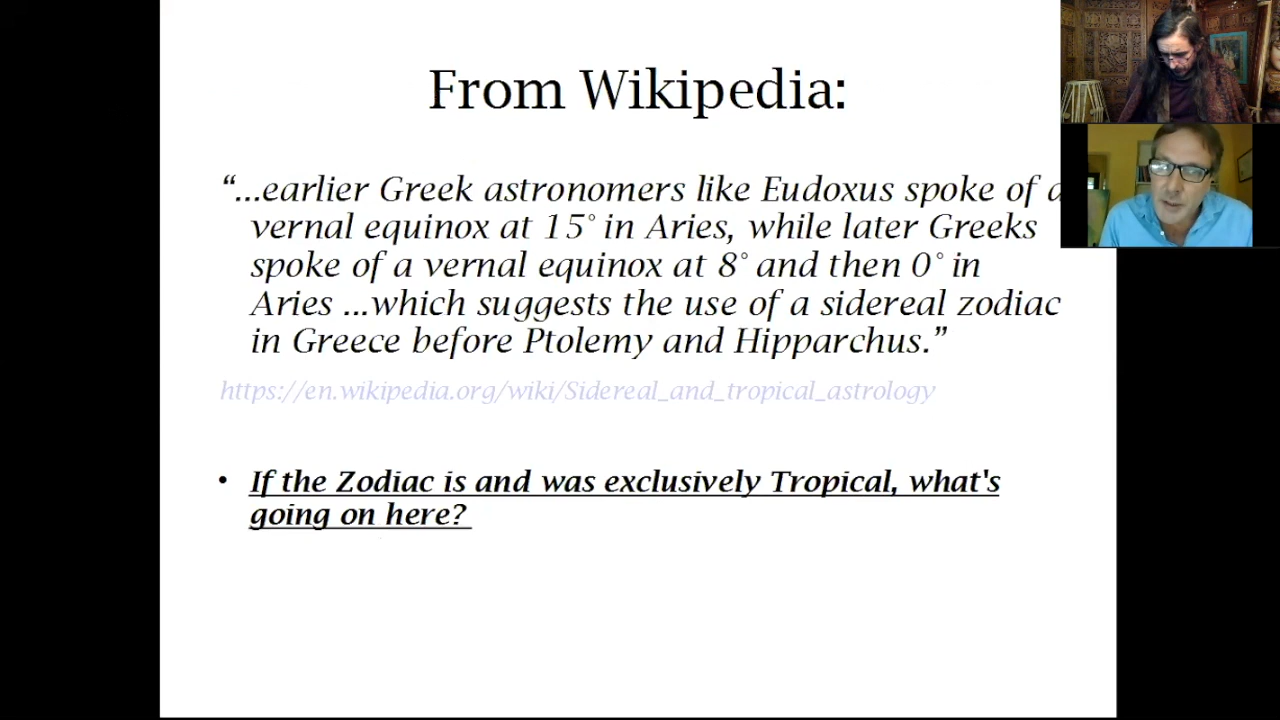 From Wikipedia:
“...earlier Greek astronomers like Eudoxus spoke of
vernal equinox at 15° in Aries, while later Greeks
spoke of a vernal equinox at 8° and then 0° in
Aries ...which suggests the use of a sidereal zodiac
in Greece before Ptolemy and Hipparchus.”
https://en.wikipedia.org/wiki/Sidereal_and_tropical_astrology
• If the Zodiac is and was exclusively Tropical, what's
going on here?